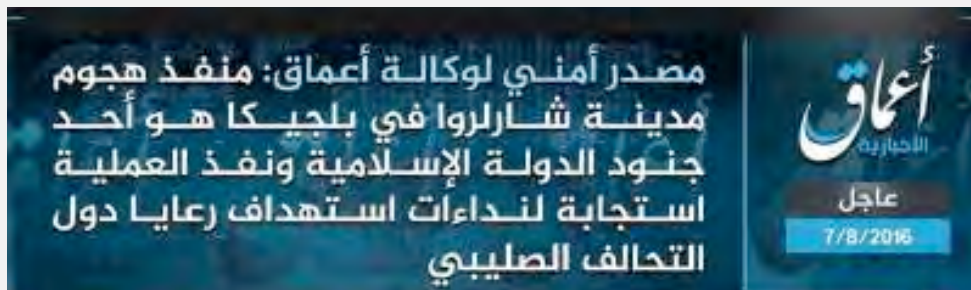 مصدر أمني لوكالة أعماق: منفذ هجوم
مدينة شارلروا في بلجيكا هو أحد
جنود الدولة الإسلامية ونفذ العملية
استجابة لنداءات استهداف رعايا دول
التحالف الصليبي
أعماق
الاخبارية
عاجل
7/8/2016